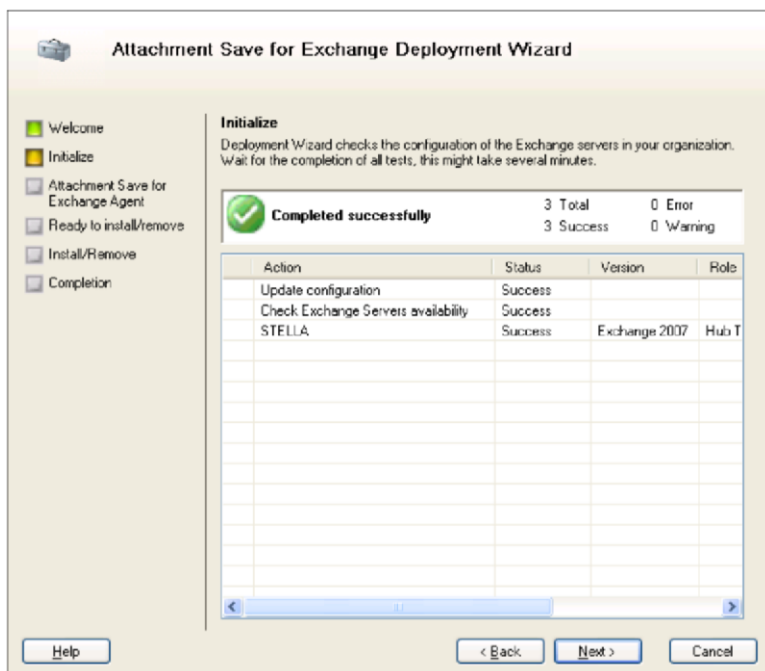 Attachment Save for Exchange Deployment Wizard
Welcome
Initialize
Attachment Save for
Exchange Agent
Ready to install/remove
Install/Remove
Completion
Initialize
Deployment Wizard checks the configuration of the Exchange servers in your organization.
Wait for the completion of all tests, this might take several minutes.
Completed successfully
3 Total 0 Error
3 Success 0 Warning
Action Status Version Role
Update configuration Success
Check Exchange Servers availability Success
STELLA Success Exchange 2007 Hub T
Help < Back Next > Cancel